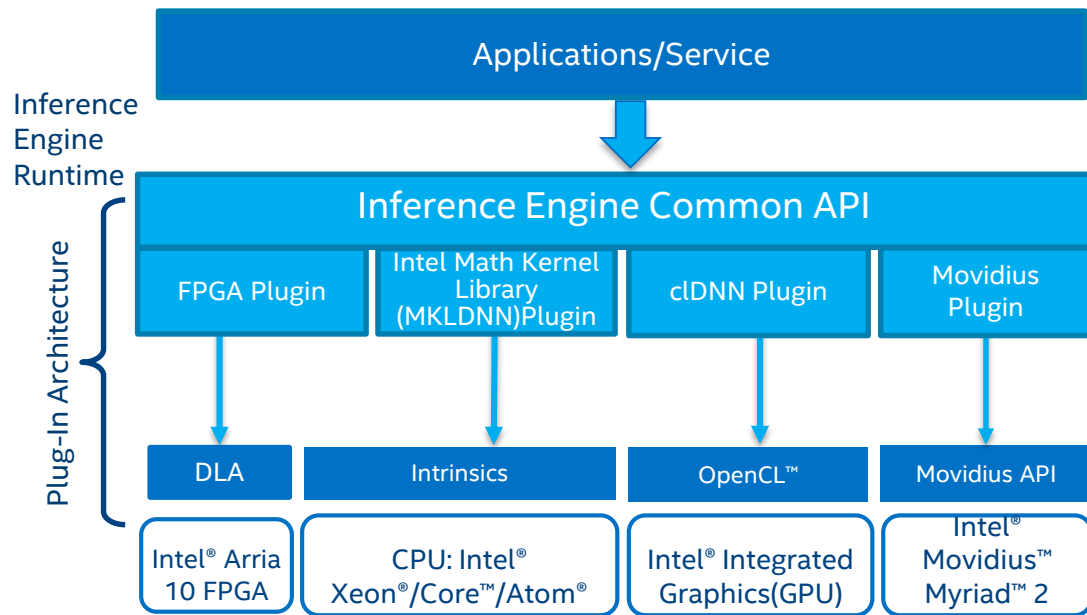 Applications/Service
Inference
Engine
Runtime
Inference Engine Common API
FPGA Plugin
Intel Math Kernel
Library
(MKLDNN)Plugin
clDNN Plugin
Movidius
Plugin
Plug-In Architecture
DLA
Intrinsics
OpenCL™
Movidius API
Intel® Arria
10 FPGA
CPU: Intel®
Xeon®/Core™/Atom®
Intel® Integrated
Graphics(GPU)
Intel®
Movidius™
Myriad™ 2